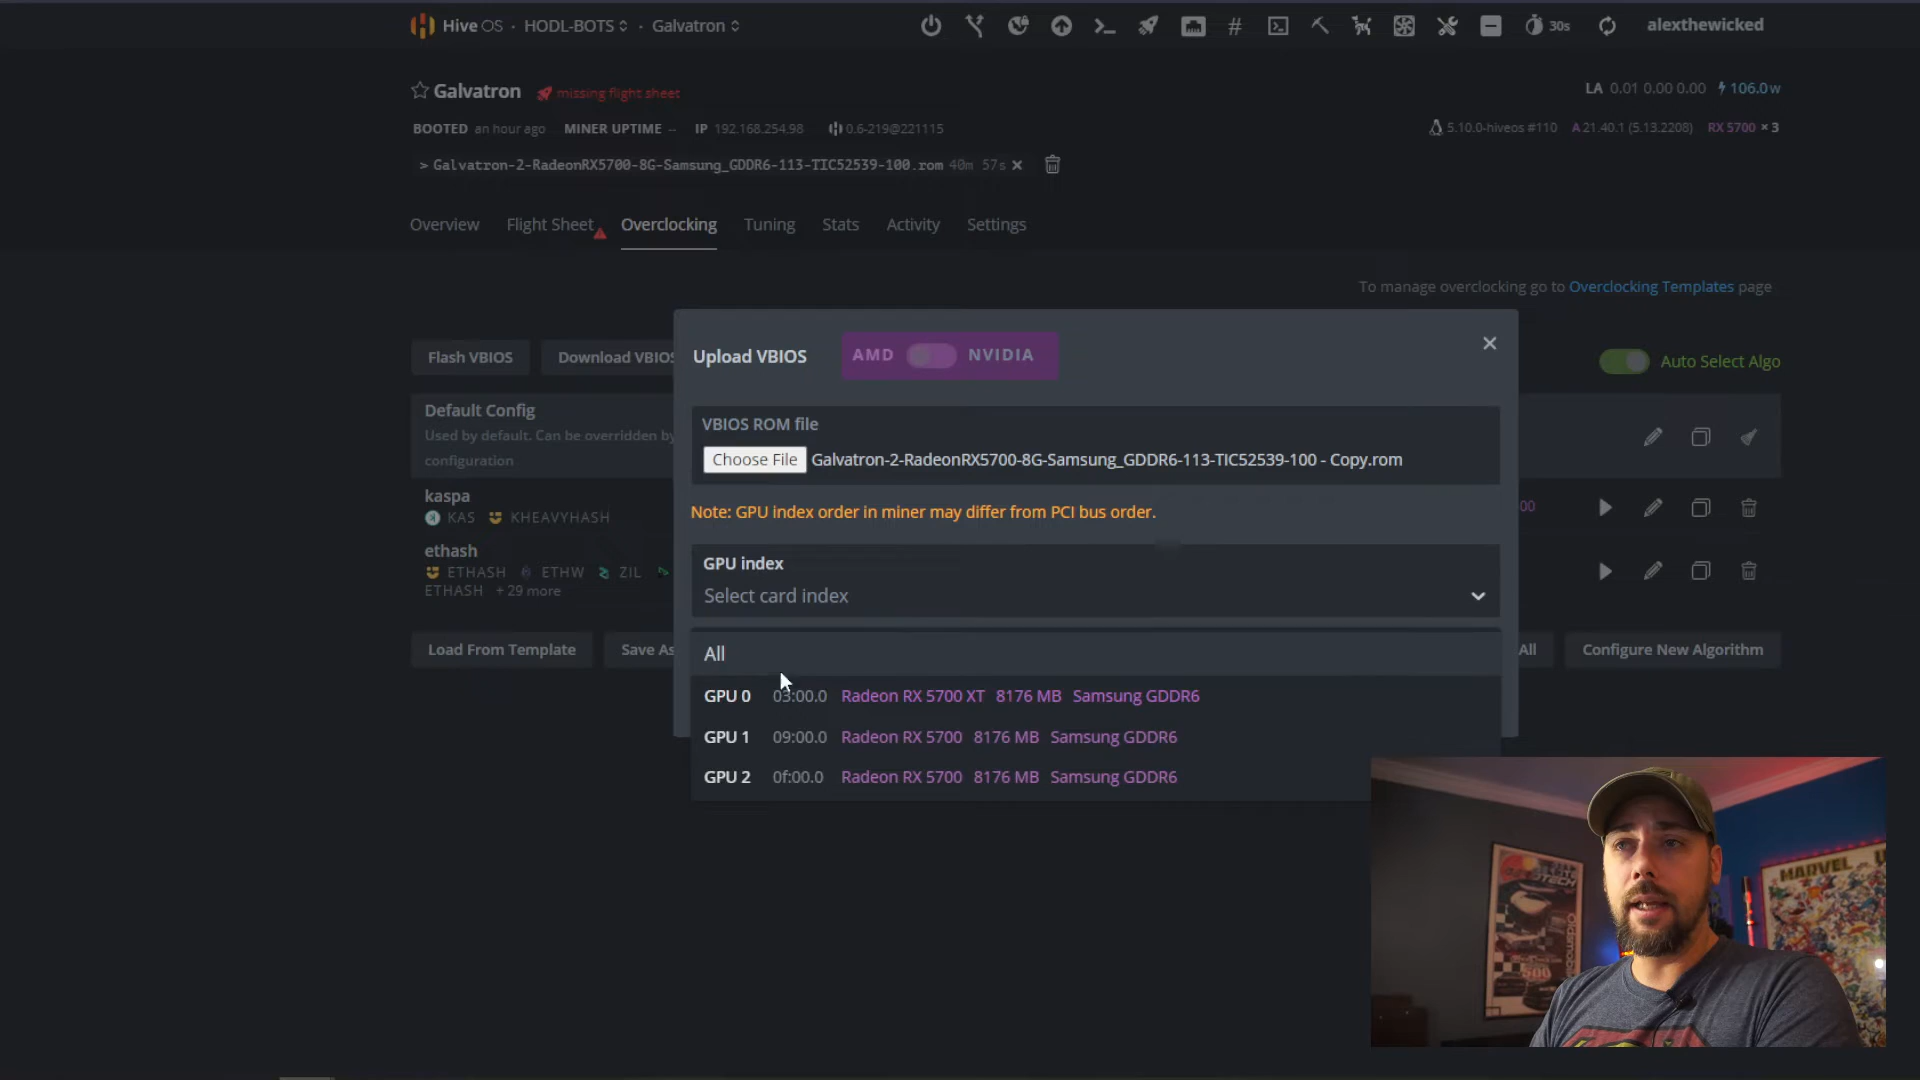 Hive OS · HODL-BOTS · Galvatron 30s alexthewicked
Galvatron missing flight sheet LA 0.01 0.00 0.00 106.0w
BOOTED an hour ago MINER UPTIME -- IP 192.168.254.98 0.6-219@221115 5.10.0-hiveos #110 A 21.40.1 (5.13.2208) RX 5700 × 3
> Galvatron-2-RadeonRX5700-8G-Samsung_GDDR6-113-TIC52539-100.rom 40m 57s ×
Overview Flight Sheet Overclocking Tuning Stats Activity Settings
To manage overclocking go to Overclocking Templates page
Flash VBIOS Download VBIOS Auto Select Algo
Upload VBIOS AMD NVIDIA
Default Config
Used by default. Can be overridden by
configuration
VBIOS ROM file
Choose File Galvatron-2-RadeonRX5700-8G-Samsung_GDDR6-113-TIC52539-100 - Copy.rom
kaspa
KAS KHEAVYHASH
00
Note: GPU index order in miner may differ from PCI bus order.
ethash
ETHASH ETHW ZIL
ETHASH + 29 more
GPU index
Select card index
Load From Template Save As All Configure New Algorithm
All
GPU 0 03:00.0 Radeon RX 5700 XT 8176 MB Samsung GDDR6
GPU 1 09:00.0 Radeon RX 5700 8176 MB Samsung GDDR6
GPU 2 0f:00.0 Radeon RX 5700 8176 MB Samsung GDDR6
MARVEL
500